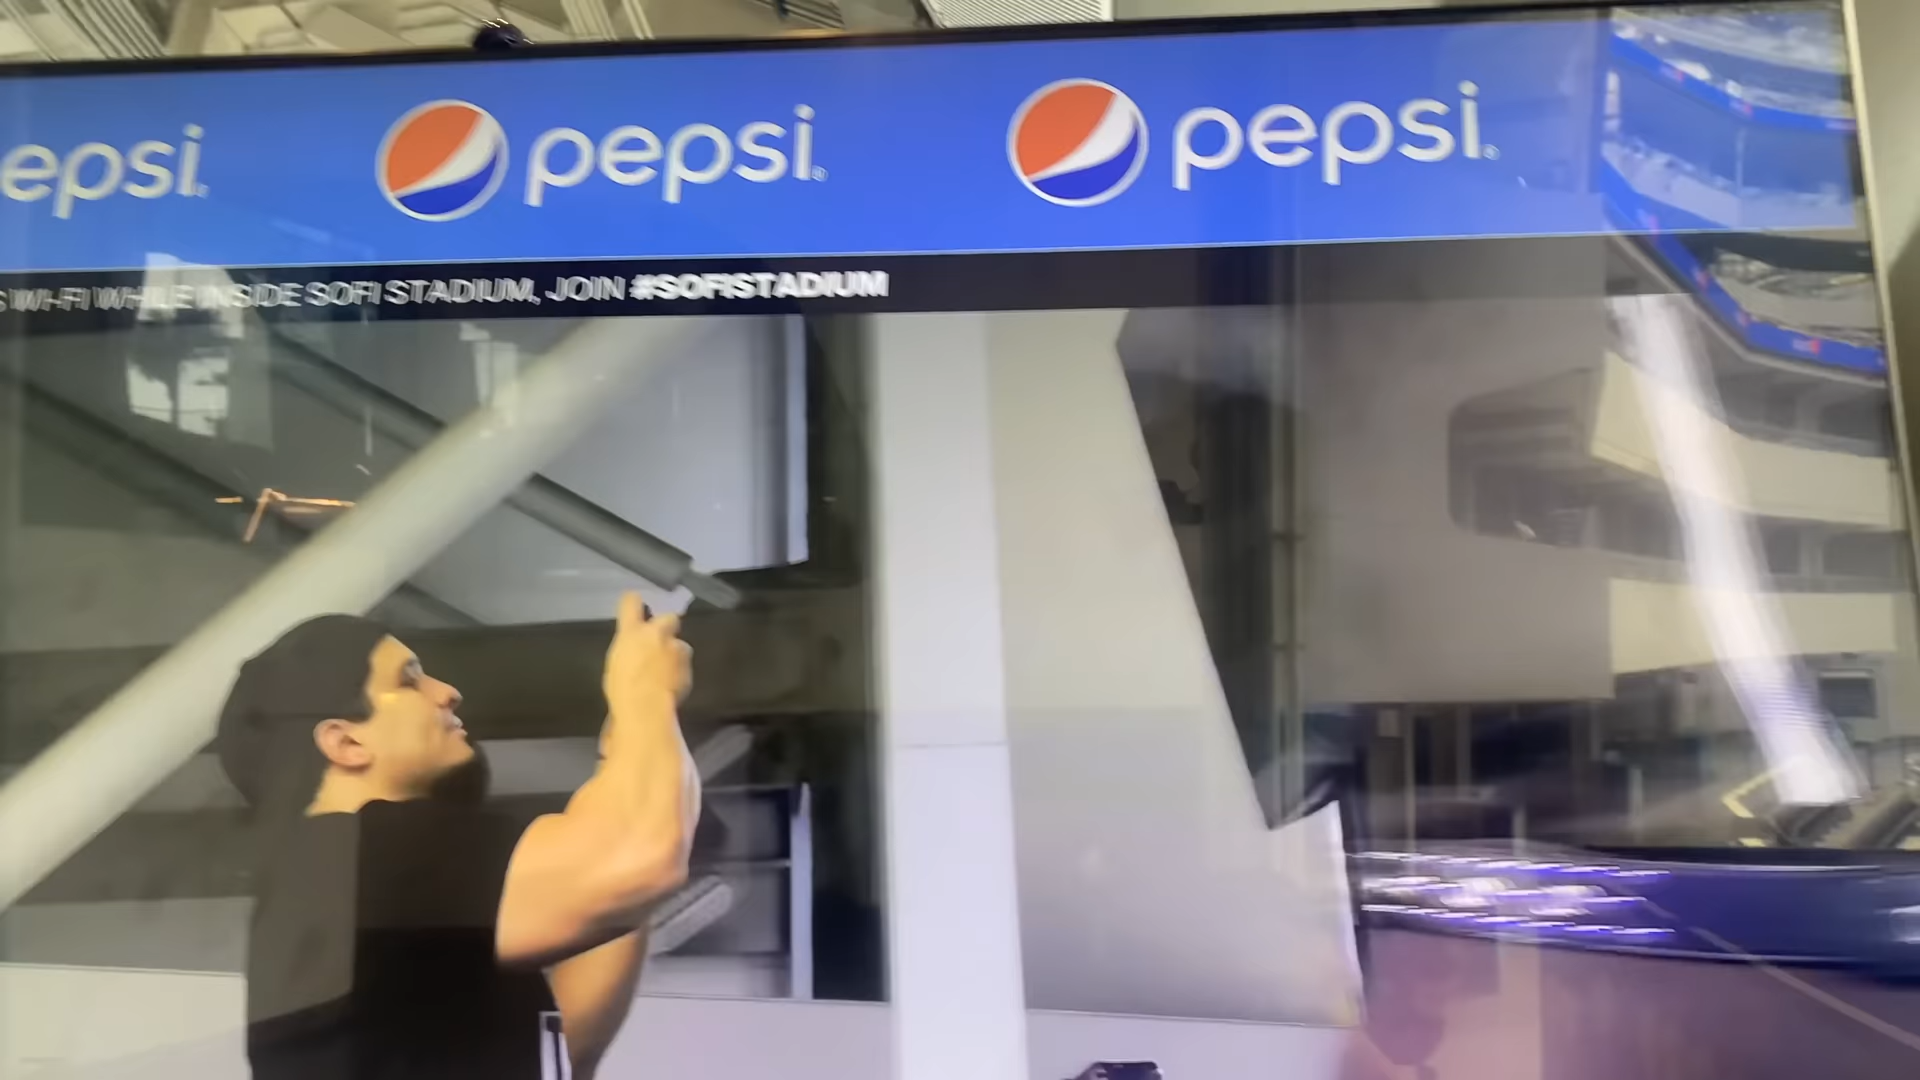 epsi. pepsi. pepsi.
WI-FI WHILE INSIDE SOFI STADIUM, JOIN #SOFISTADIUM